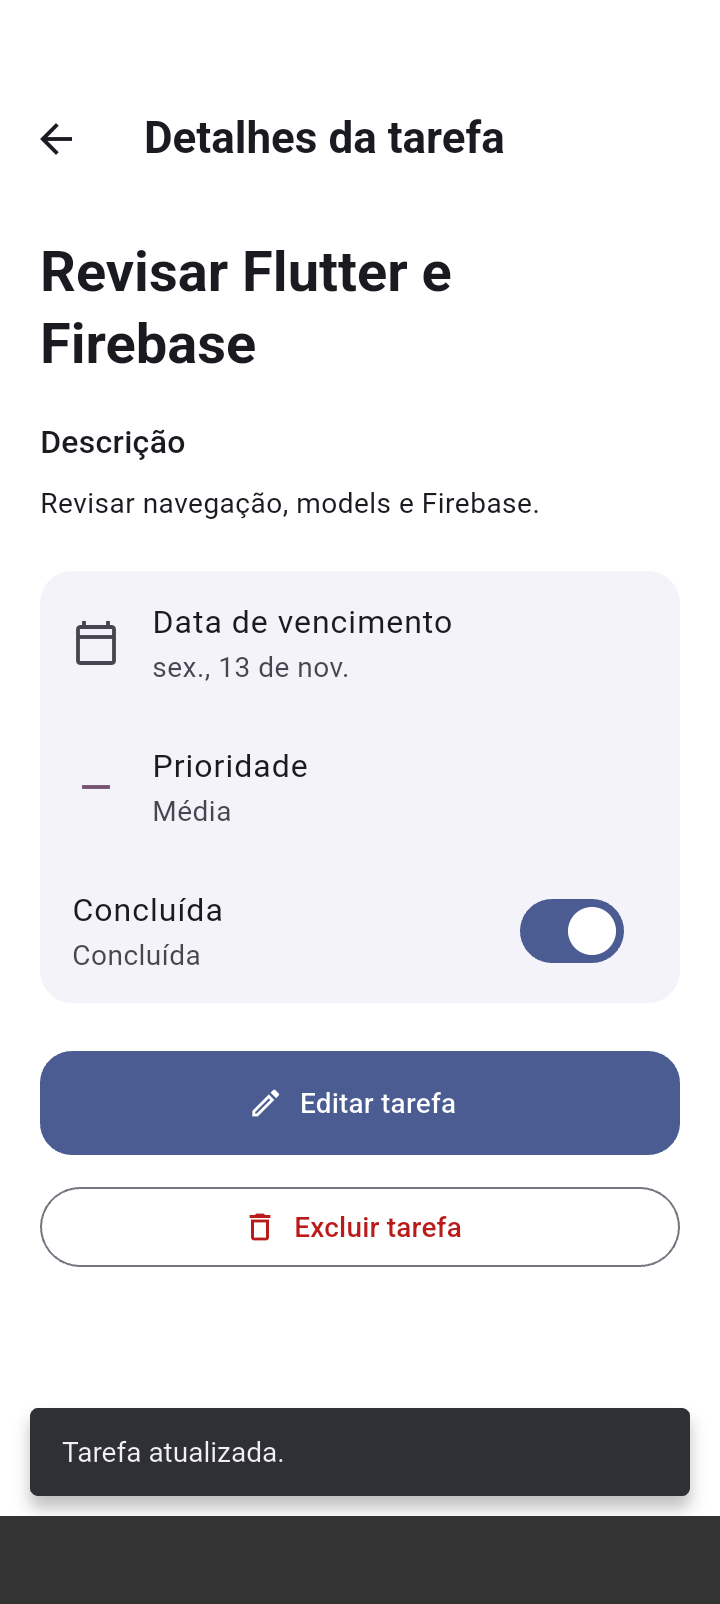 Detalhes da tarefa
Revisar Flutter e
Firebase
Descrição
Revisar navegação, models e Firebase.
Data de vencimento
sex., 13 de nov.
Prioridade
Média
Concluída
Concluída
Editar tarefa
Excluir tarefa
Tarefa atualizada.